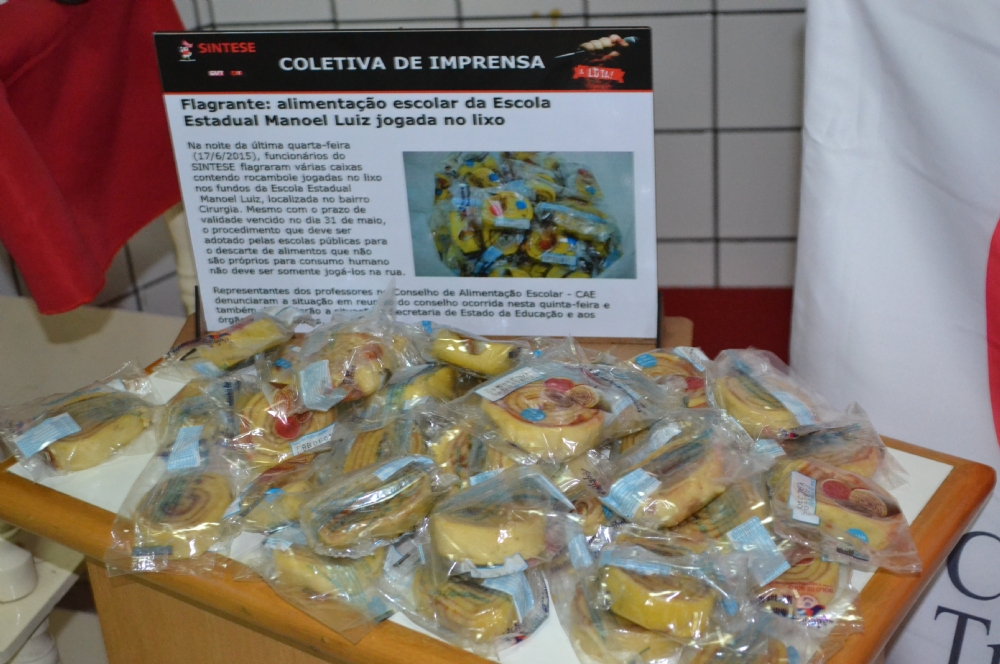 SINTESE
CUT
COLETIVA DE IMPRENSA
A LUTA!
Flagrante: alimentação escolar da Escola
Estadual Manoel Luiz jogada no lixo
Na noite da última quarta-feira
(17/6/2015), funcionários do
SINTESE flagraram várias caixas
contendo rocambole jogadas no lixo
nos fundos da Escola Estadual
Manoel Luiz, localizada no bairro
Cirurgia. Mesmo com o prazo de
validade vencido no dia 31 de maio,
o procedimento que deve ser
adotado pelas escolas públicas para
o descarte de alimentos que não
são próprios para consumo humano
não deve ser somente jogá-los na rua.
Representantes dos professores no Conselho de Alimentação Escolar - CAE
denunciaram a situação em reunião do conselho ocorrida nesta quinta-feira e
também a Secretaria de Estado da Educação e aos